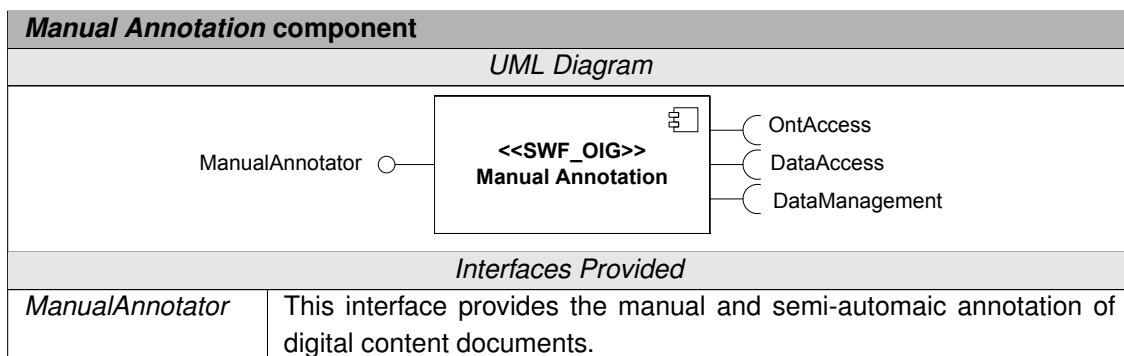 Manual Annotation component
UML Diagram
ManualAnnotator
<<SWF_OIG>>
Manual Annotation
OntAccess
DataAccess
DataManagement
Interfaces Provided
ManualAnnotator This interface provides the manual and semi-automaic annotation of
digital content documents.